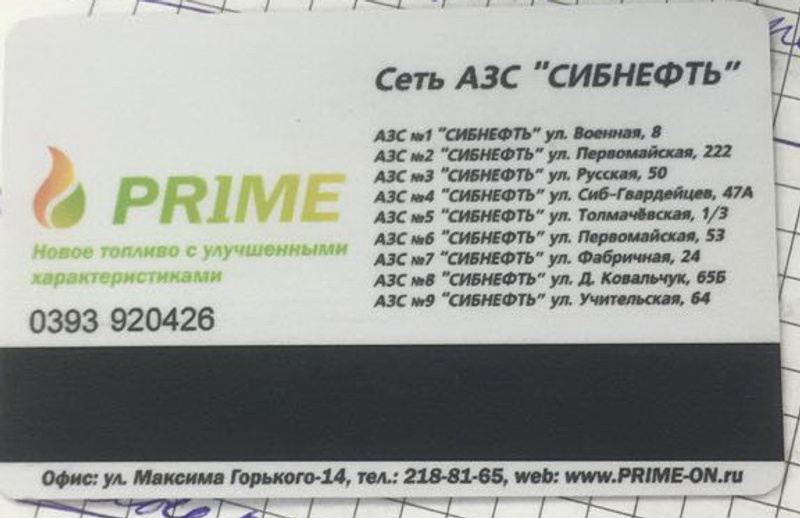 Сеть АЗС "СИБНЕФТЬ"
АЗС №1 "СИБНЕФТЬ" ул. Военная, 8
АЗС №2 "СИБНЕФТЬ" ул. Первомайская, 222
АЗС №3 "СИБНЕФТЬ" ул. Русская, 50
АЗС №4 "СИБНЕФТЬ" ул. Сиб-Гвардейцев, 47А
АЗС №5 "СИБНЕФТЬ" ул. Толмачёвская, 1/3
АЗС №6 "СИБНЕФТЬ" ул. Первомайская, 53
АЗС №7 "СИБНЕФТЬ" ул. Фабричная, 24
АЗС №8 "СИБНЕФТЬ" ул. Д. Ковальчук, 65Б
АЗС №9 "СИБНЕФТЬ" ул. Учительская, 64
PR1ME
Новое топливо с улучшенными
характеристиками
0393 920426
Офис: ул. Максима Горького-14, тел.: 218-81-65, web: www.PRIME-ON.ru